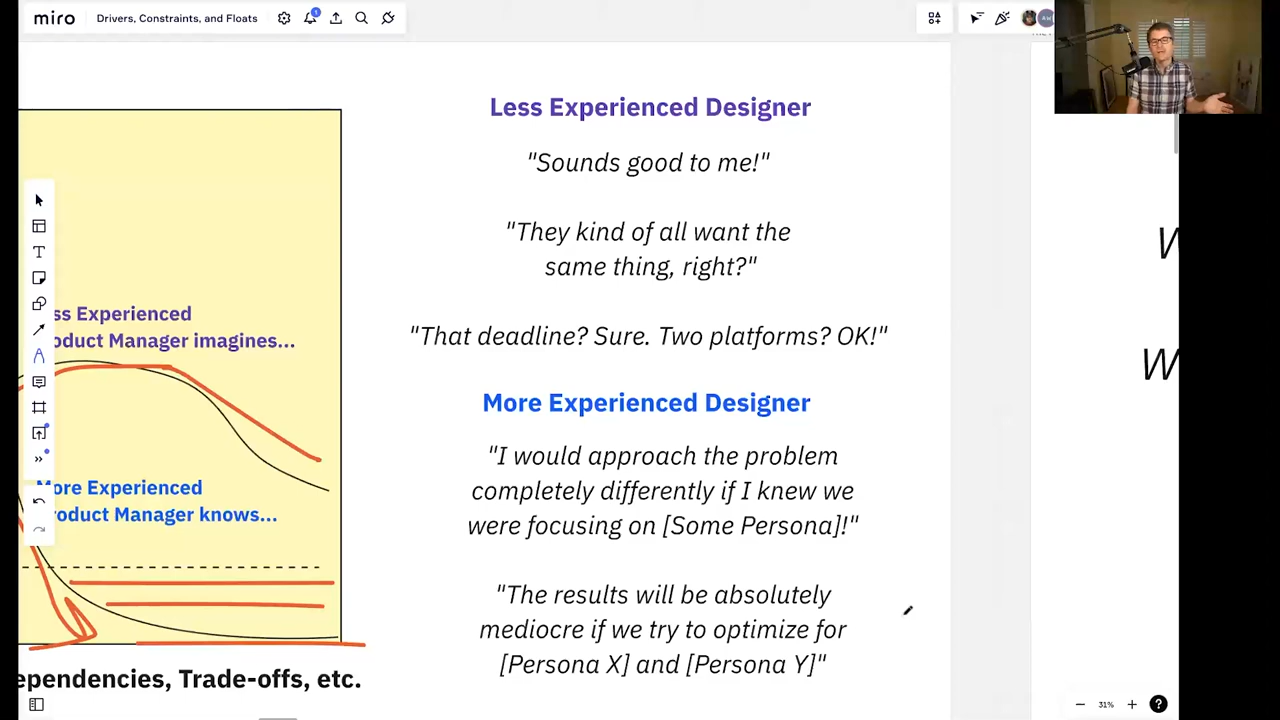 miro
Drivers, Constraints, and Floats
1
Less Experienced Designer
"Sounds good to me!"
"They kind of all want the
same thing, right?"
"That deadline? Sure. Two platforms? OK!"
More Experienced Designer
"I would approach the problem
completely differently if I knew we
were focusing on [Some Persona]!"
"The results will be absolutely
mediocre if we try to optimize for
[Persona X] and [Persona Y]"
ss Experienced
oduct Manager imagines...
More Experienced
roduct Manager knows...
ependencies, Trade-offs, etc.
W
W
31%